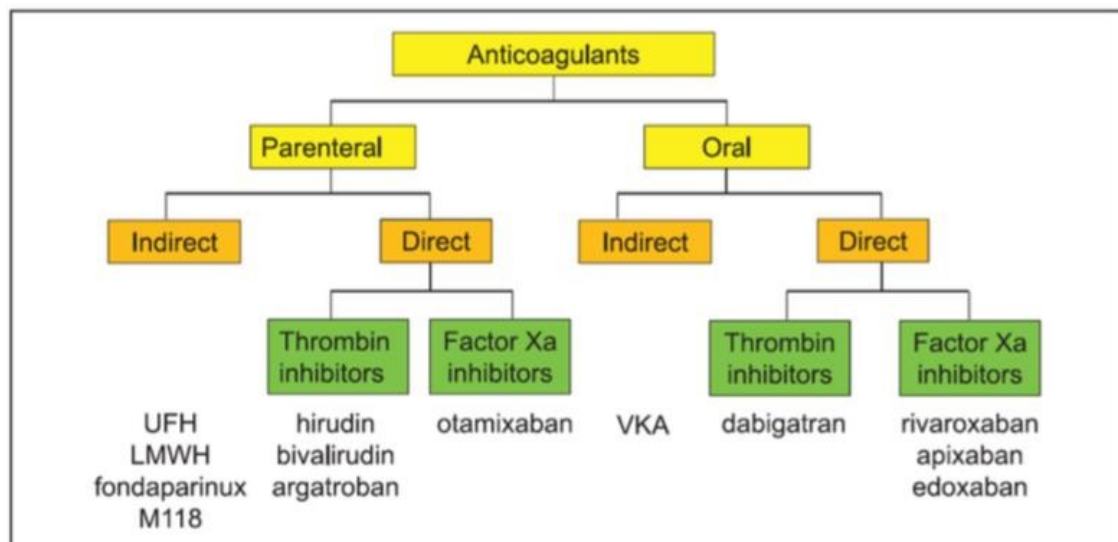 Anticoagulants
Parenteral
Oral
Indirect
Direct
Indirect
Direct
Thrombin
inhibitors
Factor Xa
inhibitors
Thrombin
inhibitors
Factor Xa
inhibitors
UFH
LMWH
fondaparinux
M118
hirudin
bivalirudin
argatroban
otamixaban
VKA
dabigatran
rivaroxaban
apixaban
edoxaban